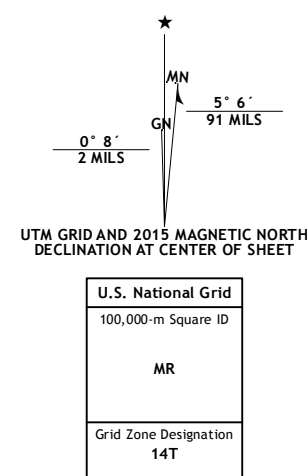 ★
MN
5° 6´
91 MILS
GN
0° 8´
2 MILS
UTM GRID AND 2015 MAGNETIC NORTH
DECLINATION AT CENTER OF SHEET
U.S. National Grid
100,000-m Square ID
MR
Grid Zone Designation
14T